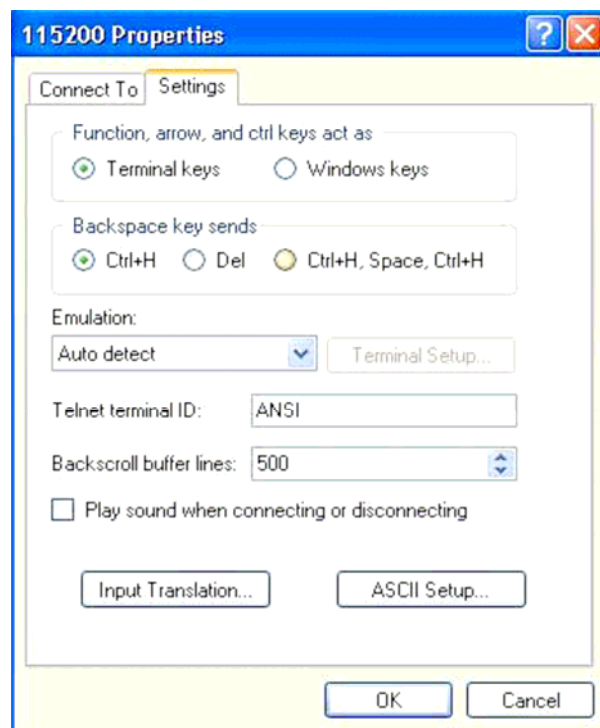 115200 Properties
Connect To Settings
Function, arrow, and ctrl keys act as
Terminal keys Windows keys
Backspace key sends
Ctrl+H Del Ctrl+H, Space, Ctrl+H
Emulation:
Auto detect Terminal Setup...
Telnet terminal ID: ANSI
Backscroll buffer lines: 500
Play sound when connecting or disconnecting
Input Translation... ASCII Setup...
OK Cancel